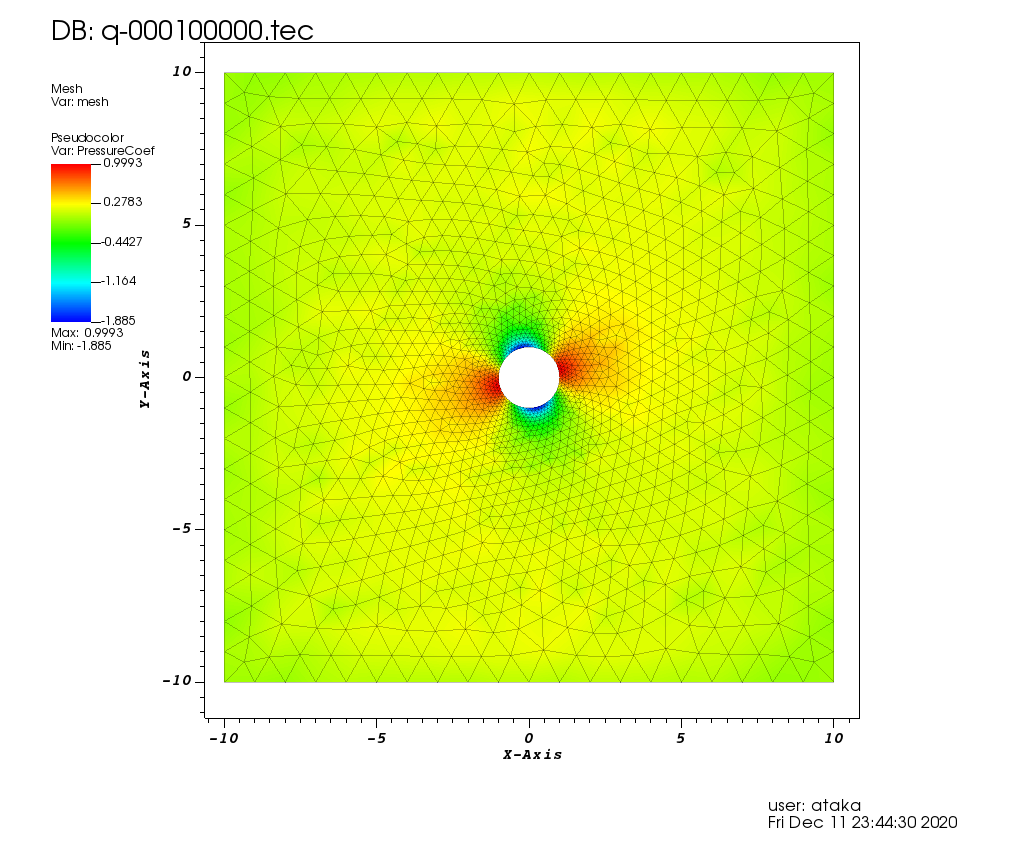 DB: q-000100000.tec
Mesh
Var: mesh
Pseudocolor
Var: PressureCoef
0.9993
0.2783
-0.4427
-1.164
-1.885
Max: 0.9993
Min: -1.885
10
5
0
-5
-10
Y-Axis
-10 -5 0 5 10
X-Axis
user: ataka
Fri Dec 11 23:44:30 2020